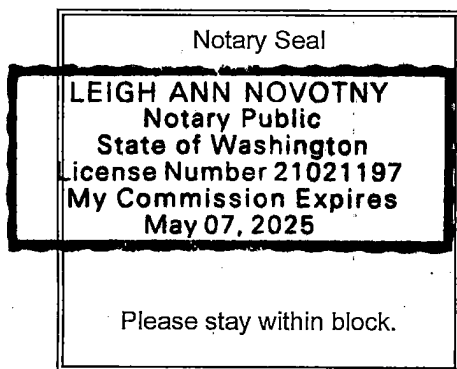 Notary Seal
LEIGH ANN NOVOTNY
Notary Public
State of Washington
License Number 21021197
My Commission Expires
May 07, 2025
Please stay within block.